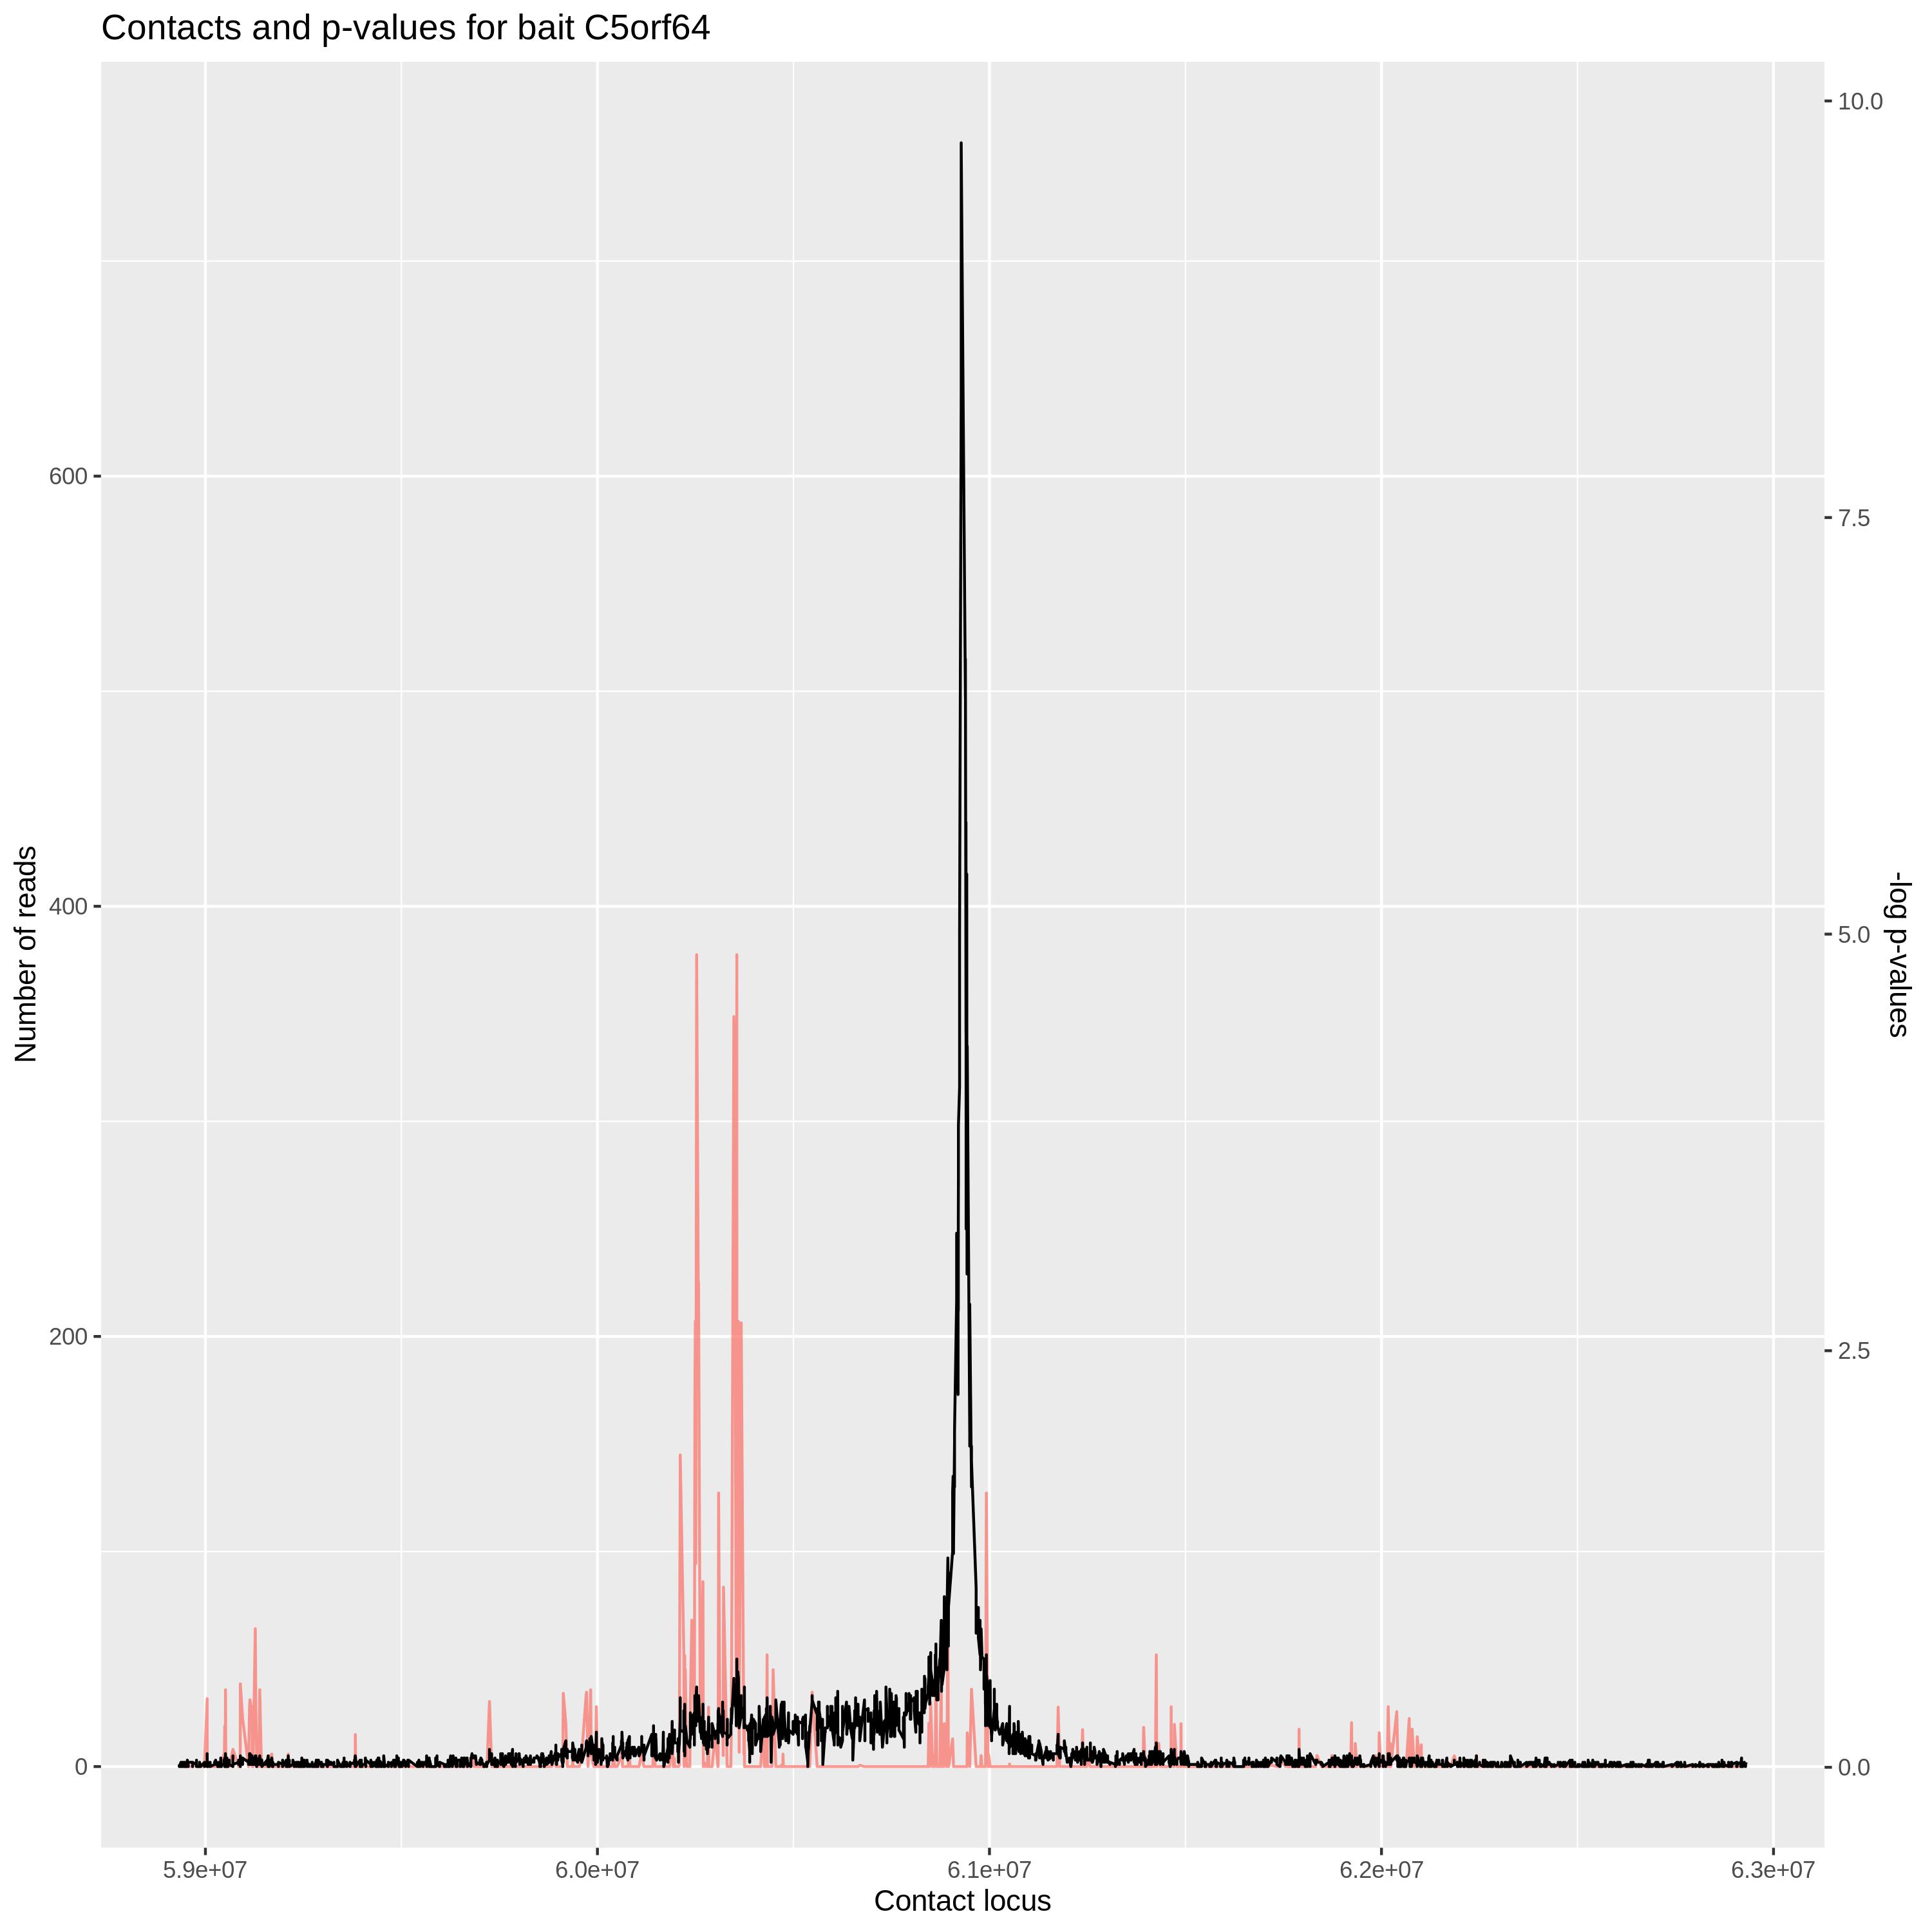 Contacts and p-values for bait C5orf64
Number of reads
600
400
200
0
10.0
7.5
5.0
2.5
0.0
-log p-values
5.9e+07
6.0e+07
6.1e+07
6.2e+07
6.3e+07
Contact locus